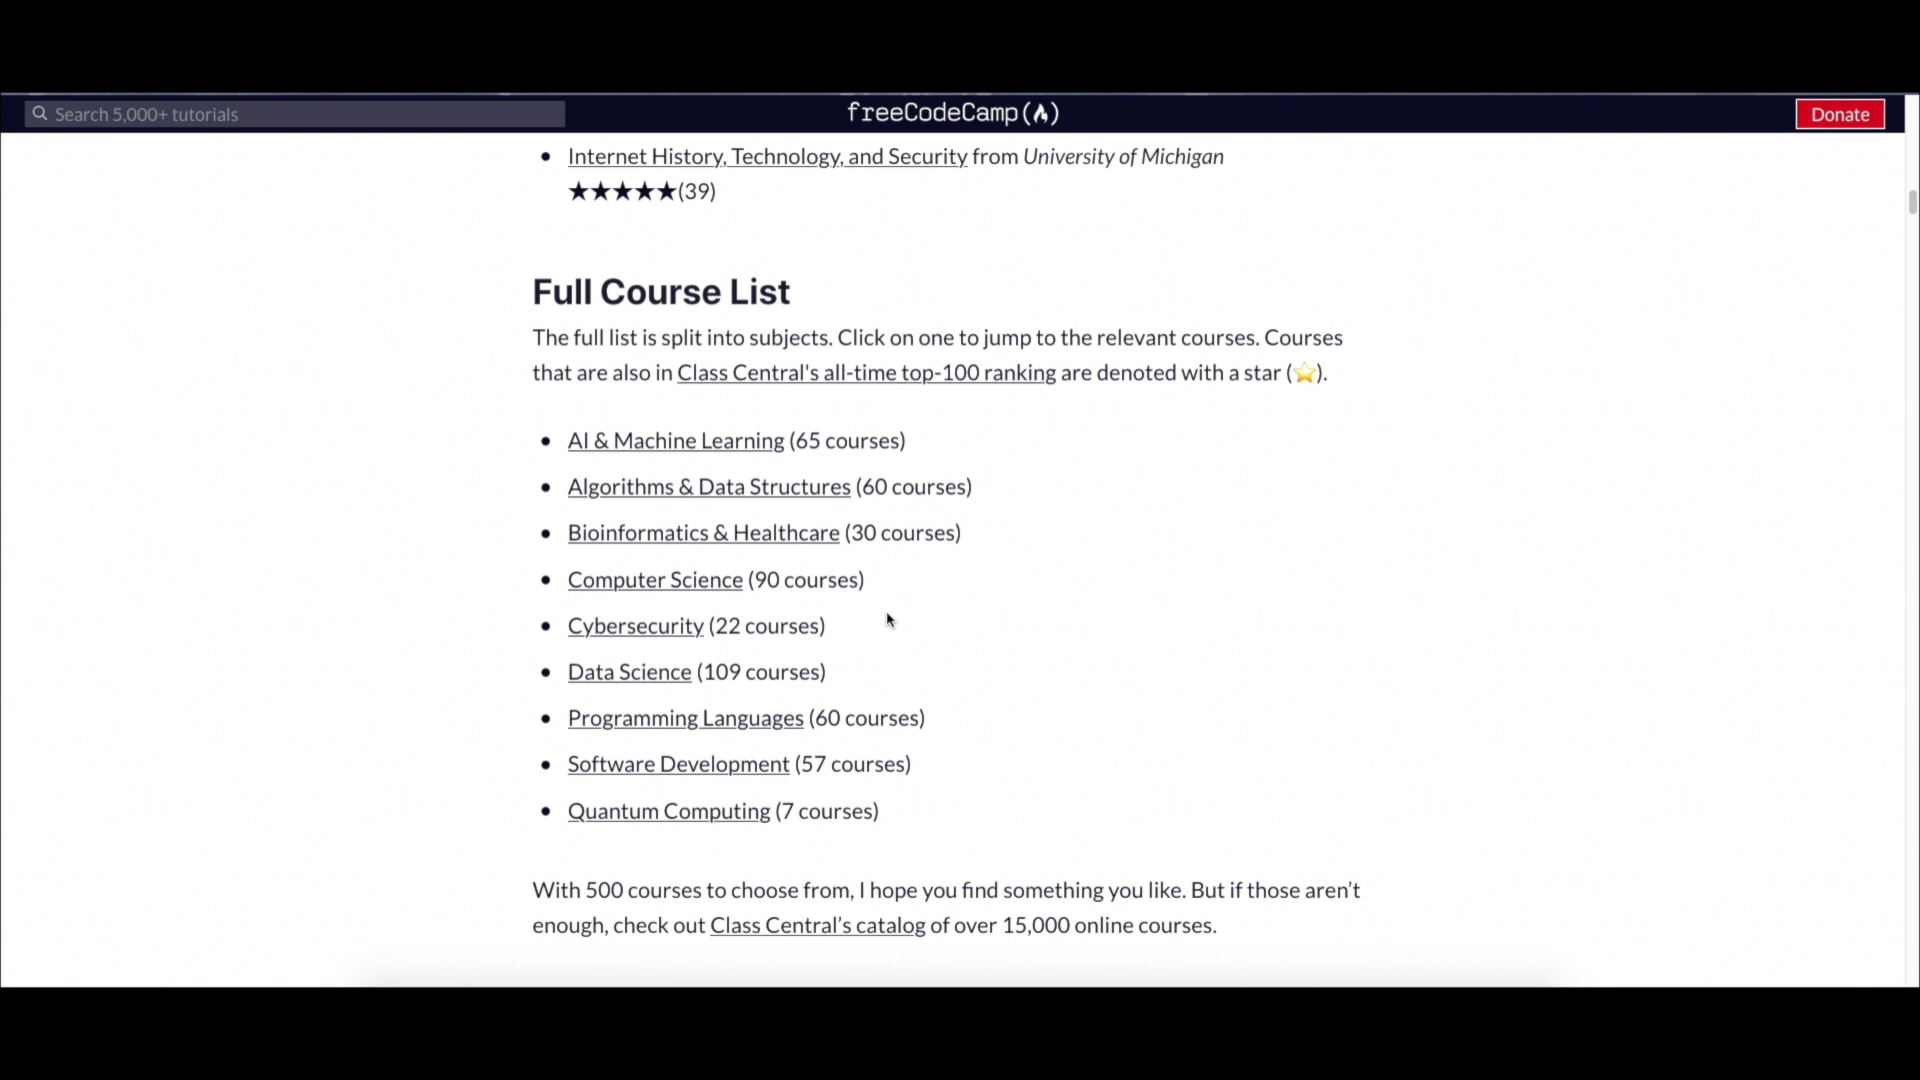 Search 5,000+ tutorials
freeCodeCamp(🔥)
Donate
Internet History, Technology, and Security from University of Michigan
★★★★★(39)
Full Course List
The full list is split into subjects. Click on one to jump to the relevant courses. Courses
that are also in Class Central's all-time top-100 ranking are denoted with a star (⭐).
AI & Machine Learning (65 courses)
Algorithms & Data Structures (60 courses)
Bioinformatics & Healthcare (30 courses)
Computer Science (90 courses)
Cybersecurity (22 courses)
Data Science (109 courses)
Programming Languages (60 courses)
Software Development (57 courses)
Quantum Computing (7 courses)
With 500 courses to choose from, I hope you find something you like. But if those aren’t
enough, check out Class Central’s catalog of over 15,000 online courses.